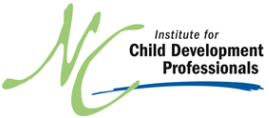 NC
Institute for
Child Development
Professionals